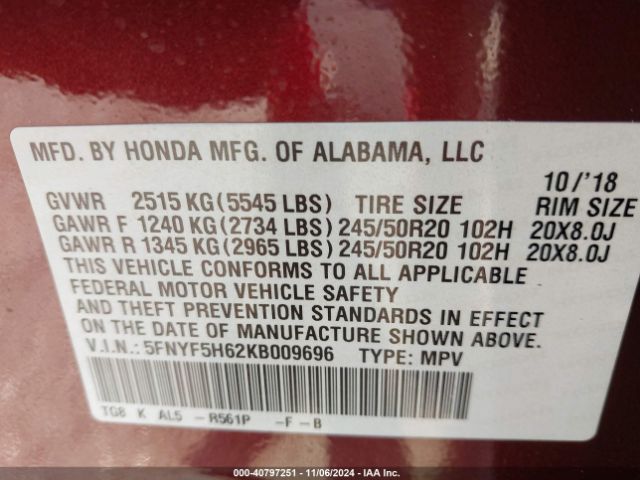 MFD. BY HONDA MFG. OF ALABAMA, LLC
10/'18
GVWR 2515 KG (5545 LBS) TIRE SIZE RIM SIZE
GAWR F 1240 KG (2734 LBS) 245/50R20 102H 20X8.0J
GAWR R 1345 KG (2965 LBS) 245/50R20 102H 20X8.0J
THIS VEHICLE CONFORMS TO ALL APPLICABLE
FEDERAL MOTOR VEHICLE SAFETY
AND THEFT PREVENTION STANDARDS IN EFFECT
ON THE DATE OF MANUFACTURE SHOWN ABOVE.
V.I.N.: 5FNYF5H62KB009696 TYPE: MPV
TG8 K AL5 -R561P -F-B
000-40797251 - 11/06/2024 - IAA Inc.